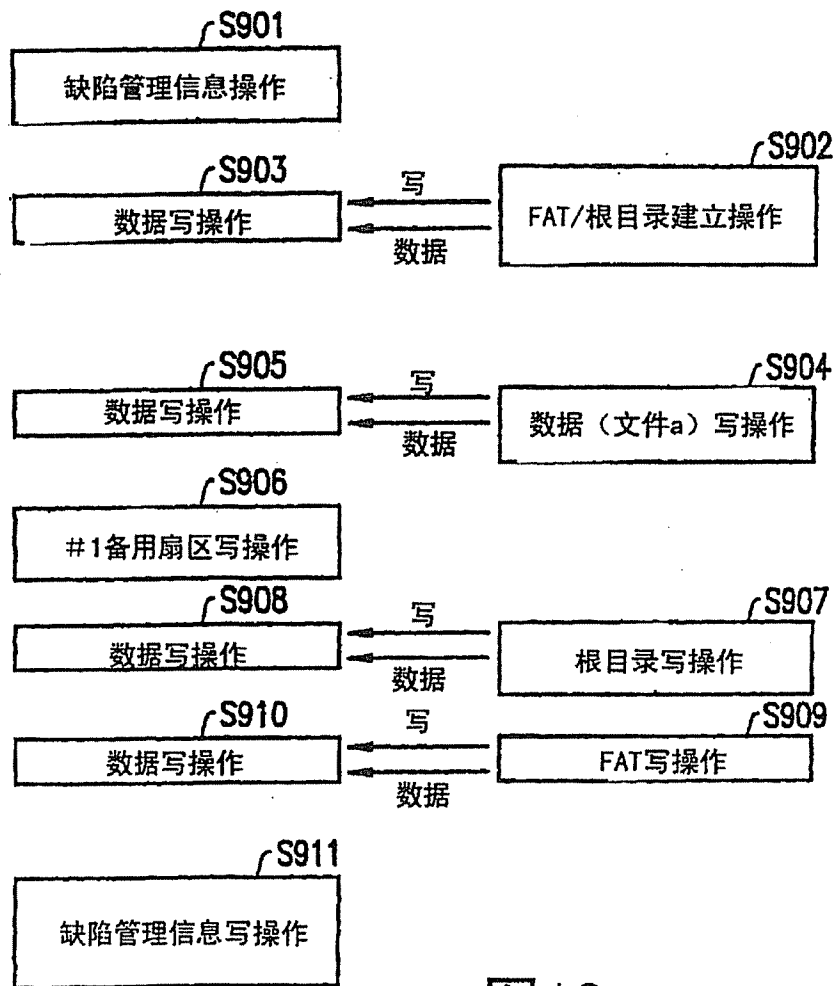 S901
缺陷管理信息操作
S902
S903
写
数据写操作
FAT/根目录建立操作
数据
S905
S904
写
数据写操作
数据（文件a）写操作
数据
S906
#1备用扇区写操作
S908
S907
写
数据写操作
根目录写操作
数据
S910
S909
写
数据写操作
FAT写操作
数据
S911
缺陷管理信息写操作